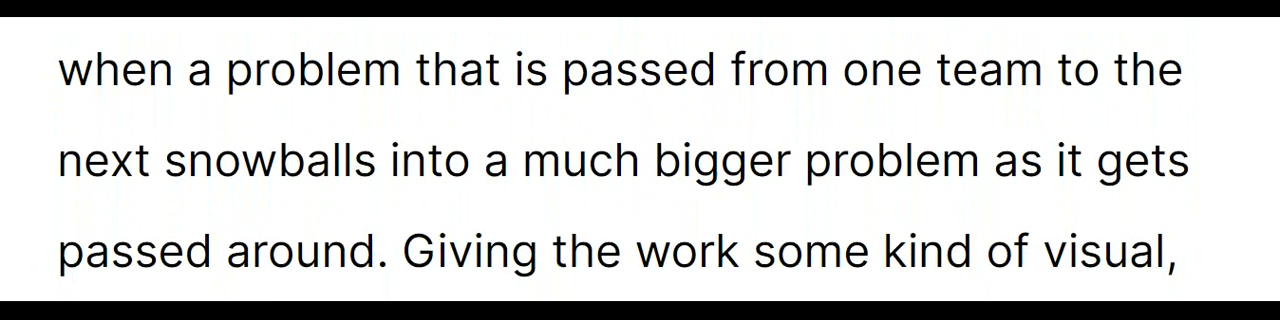 when a problem that is passed from one team to the
next snowballs into a much bigger problem as it gets
passed around. Giving the work some kind of visual,